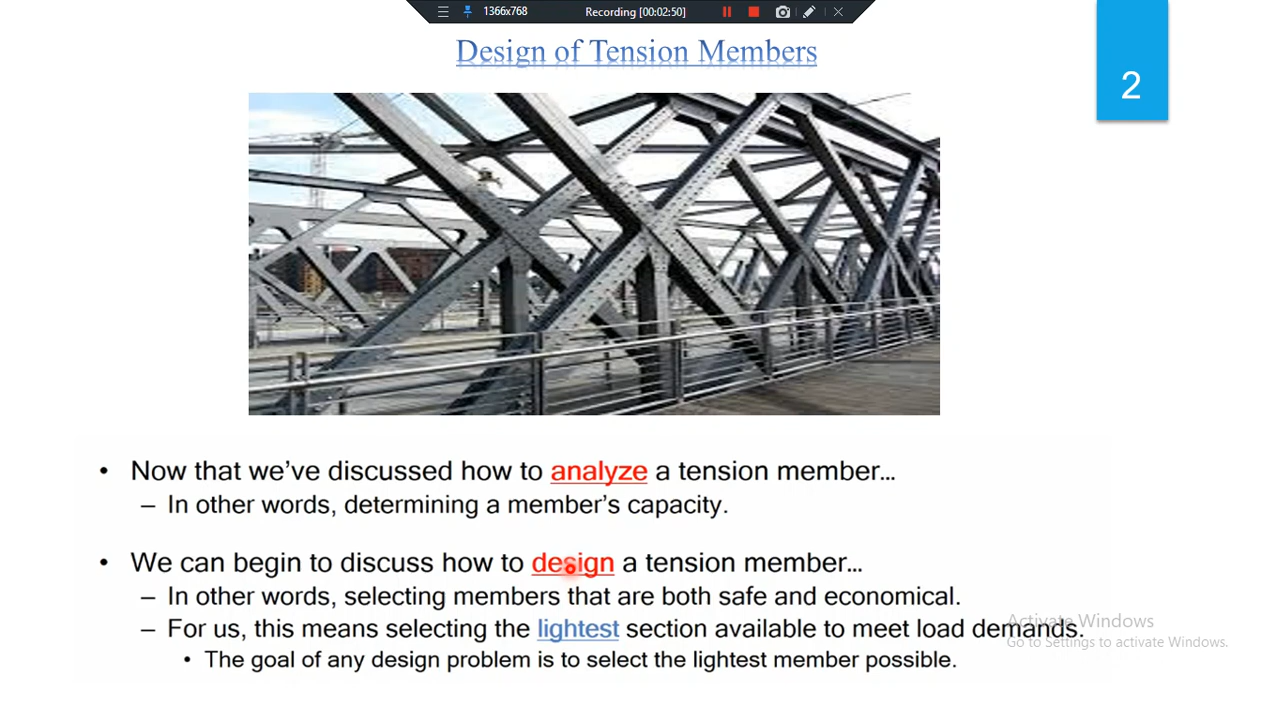 1366x768 Recording [00:02:50]
Design of Tension Members
2
• Now that we've discussed how to analyze a tension member...
– In other words, determining a member's capacity.
• We can begin to discuss how to design a tension member...
– In other words, selecting members that are both safe and economical.
– For us, this means selecting the lightest section available to meet load demands.
• The goal of any design problem is to select the lightest member possible.
Activate Windows
Go to Settings to activate Windows.